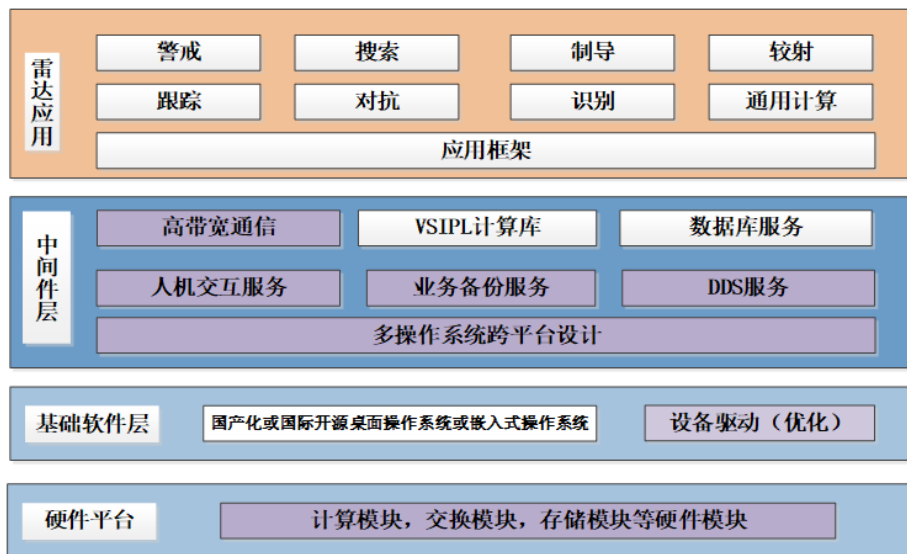 雷达应用
警戒
搜索
制导
较射
跟踪
对抗
识别
通用计算
应用框架
中间件层
高带宽通信
VSIPL计算库
数据库服务
人机交互服务
业务备份服务
DDS服务
多操作系统跨平台设计
基础软件层
国产化或国际开源桌面操作系统或嵌入式操作系统
设备驱动（优化）
硬件平台
计算模块，交换模块，存储模块等硬件模块